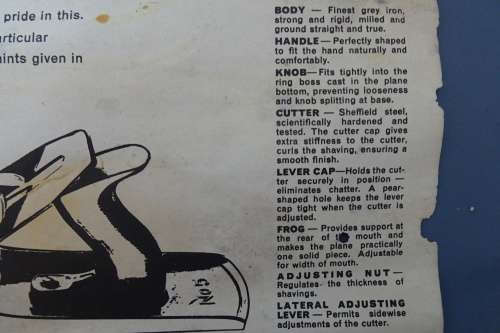 pride in this.
articular
aints given in
BODY — Finest grey iron,
strong and rigid, milled and
ground straight and true.
HANDLE — Perfectly shaped
to fit the hand naturally and
comfortably.
KNOB — Fits tightly into the
ring boss cast in the plane
bottom, preventing looseness
and knob splitting at base.
CUTTER — Sheffield steel,
scientifically hardened and
tested. The cutter cap gives
extra stiffness to the cutter,
curls the shaving, ensuring a
smooth finish.
LEVER CAP—Holds the cut-
ter securely in position —
eliminates chatter. A pear-
shaped hole keeps the lever
cap tight when the cutter is
adjusted.
FROG — Provides support at
the rear of the mouth and
makes the plane practically
one solid piece. Adjustable
for width of mouth.
ADJUSTING NUT—
Regulates the thickness of
shavings.
LATERAL ADJUSTING
LEVER — Permits sidewise
adjustments of the cutter.